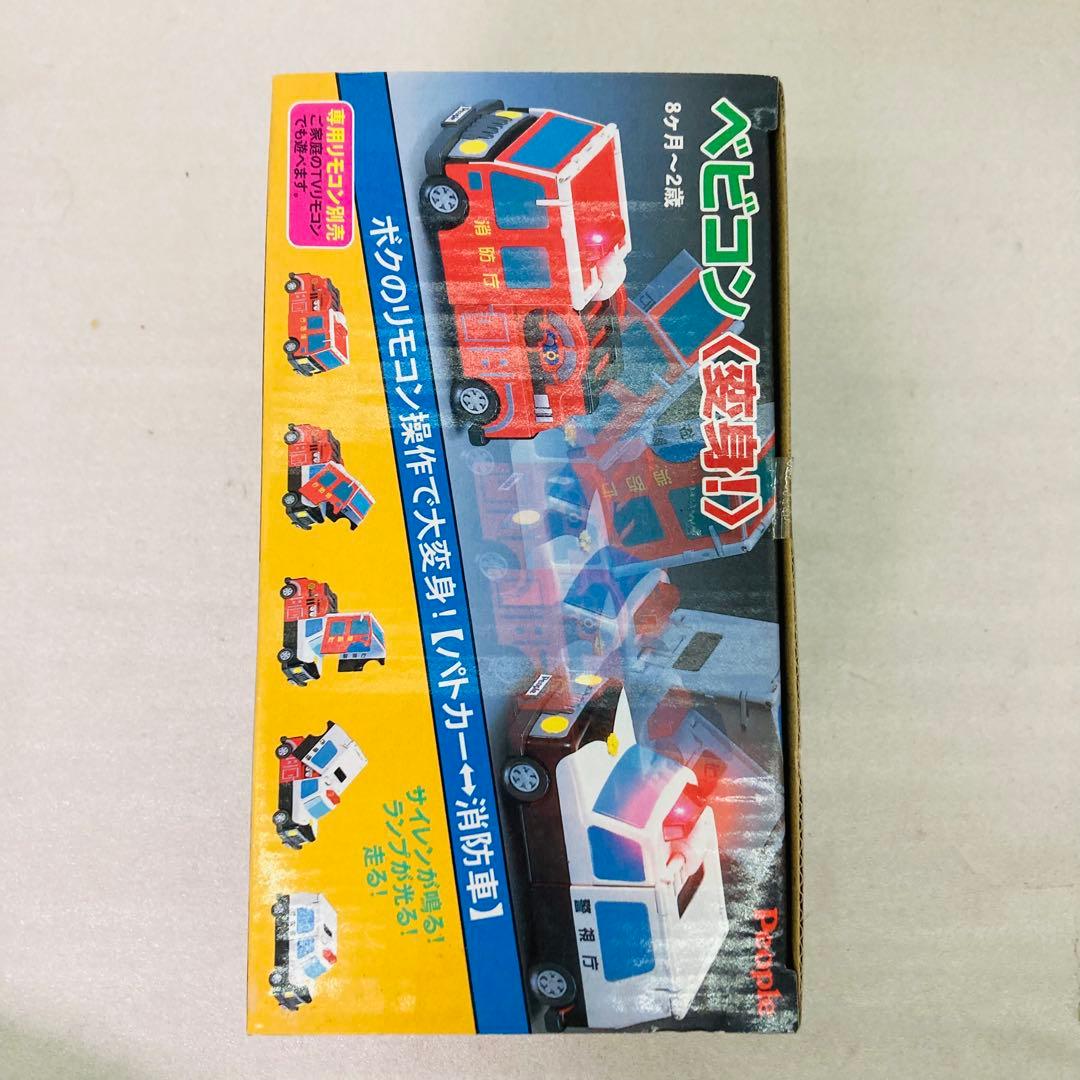 ベビコン〈変身!〉
8ヶ月~2歳
消防庁
People
警視庁
People
ボクのリモコン操作で大変身!【パトカー↔消防車】
専用リモコン別売
ご家庭のTVリモコン
でも遊べます。
サイレンが鳴る!
ランプが光る!
走る!